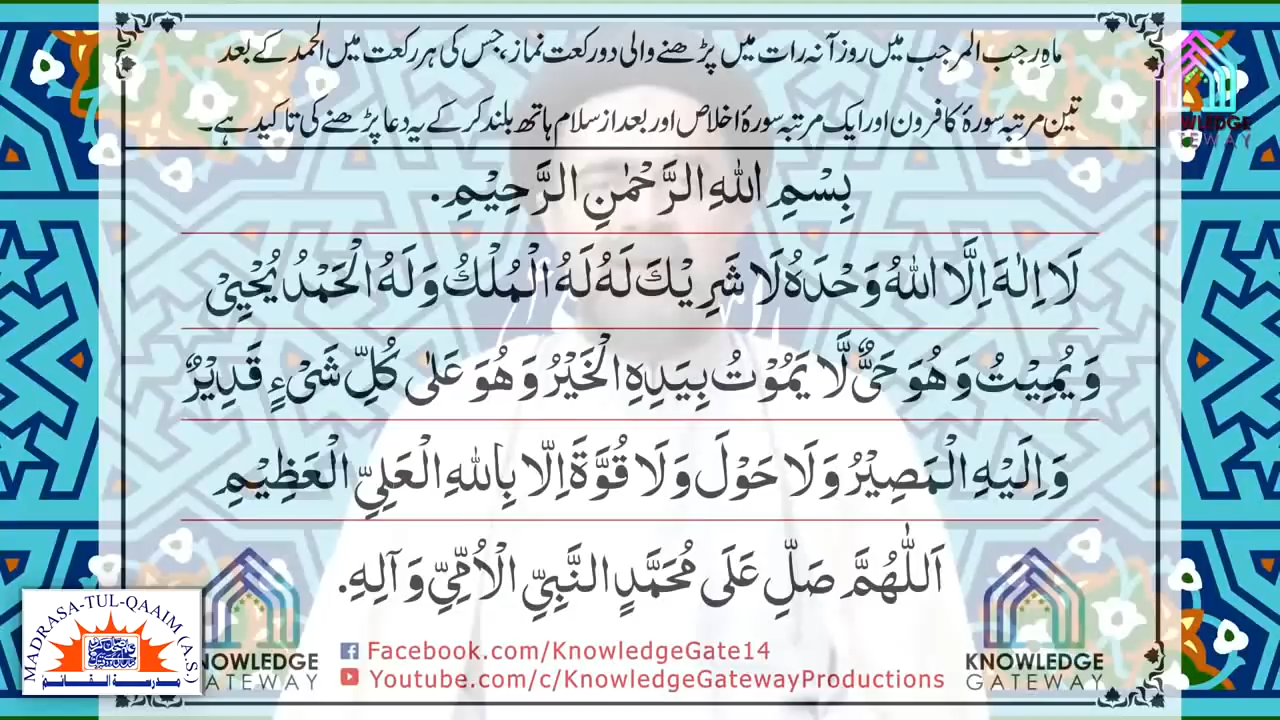 ماہِ رجب المرجب میں روزآنہ رات میں پڑھنے والی دو رکعت نماز، جس کی ہر رکعت میں الحمد کے بعد
تین مرتبہ سورۂ کافرون اور ایک مرتبہ سورۂ اخلاص اور بعد از سلام ہاتھ بلند کر کے یہ دعا پڑھنے کی تاکید ہے۔
بِسْمِ اللهِ الرَّحْمٰنِ الرَّحِيْمِ.
لَا اِلٰهَ اِلَّا اللهُ وَحْدَهُ لَا شَرِيْكَ لَهُ لَهُ الْمُلْكُ وَلَهُ الْحَمْدُ يُحْيِيْ
وَ يُمِيْتُ وَ هُوَ حَيٌّ لَّا يَمُوْتُ بِيَدِهِ الْخَيْرُ وَ هُوَ عَلٰى كُلِّ شَیْءٍ قَدِيْرٌ
وَ اِلَيْهِ الْمَصِيْرُ وَ لَا حَوْلَ وَ لَا قُوَّةَ اِلَّا بِاللهِ الْعَلِيِّ الْعَظِيْمِ
اَللّٰهُمَّ صَلِّ عَلَى مُحَمَّدٍ النَّبِيِّ الْاُمِّيِّ وَ آلِهِ.
Facebook.com/KnowledgeGate14
Youtube.com/c/KnowledgeGatewayProductions
KNOWLEDGE
GATEWAY
KNOWLEDGE
GATEWAY
WLEDGE
TEWAY
MADRASA-TUL-QAAIM (A.S)
مدرسة القائم